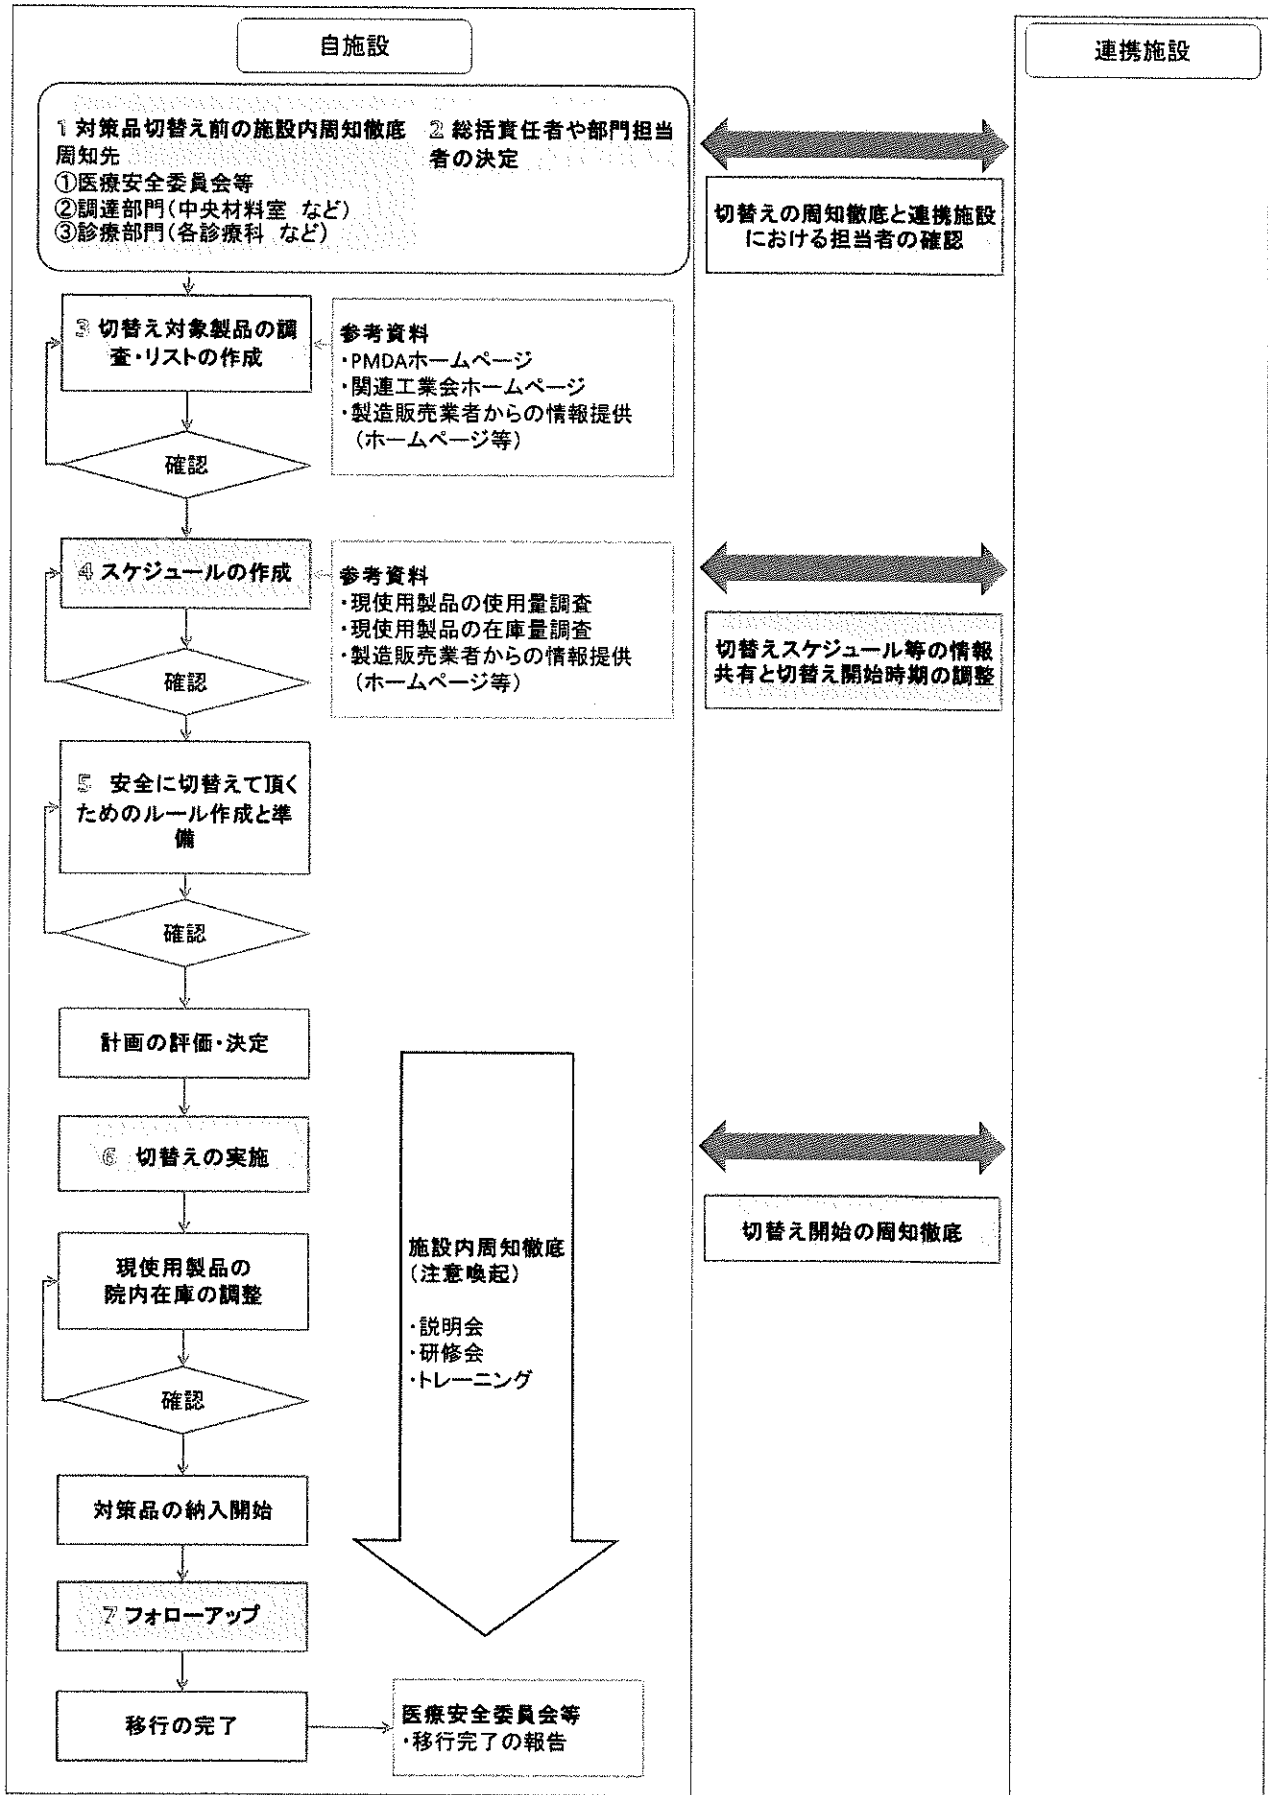 自施設
連携施設
1 対策品切替え前の施設内周知徹底
周知先
①医療安全委員会等
②調達部門(中央材料室 など)
③診療部門(各診療科 など)
2 総括責任者や部門担当
者の決定
切替えの周知徹底と連携施設
における担当者の確認
3 切替え対象製品の調
査・リストの作成
参考資料
・PMDAホームページ
・関連工業会ホームページ
・製造販売業者からの情報提供
(ホームページ等)
確認
4 スケジュールの作成
参考資料
・現使用製品の使用量調査
・現使用製品の在庫量調査
・製造販売業者からの情報提供
(ホームページ等)
切替えスケジュール等の情報
共有と切替え開始時期の調整
確認
5 安全に切替えて頂く
ためのルール作成と準
備
確認
計画の評価・決定
6 切替えの実施
切替え開始の周知徹底
現使用製品の
院内在庫の調整
施設内周知徹底
(注意喚起)
・説明会
・研修会
・トレーニング
確認
対策品の納入開始
7 フォローアップ
移行の完了
医療安全委員会等
・移行完了の報告